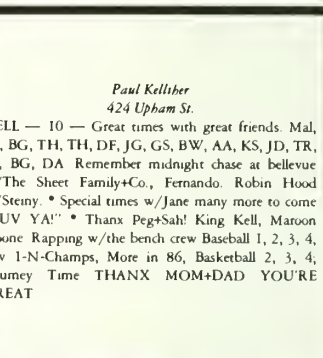 Paul Kelliher
424 Upham St.
ELL — 10 — Great times with great friends. Mal,
, BG, TH, TH, DF, JG, GS, BW, AA, KS, JD, TR,
, BG, DA Remember midnight chase at bellevue
The Sheet Family+Co., Fernando. Robin Hood
Steiny. • Special times w/Jane many more to come
UV YA!" • Thanx Peg+Sah! King Kell, Maroon
one Rapping w/the bench crew Baseball 1, 2, 3, 4,
1-N-Champs, More in 86, Basketball 2, 3, 4;
urney Time THANX MOM+DAD YOU'RE
REAT